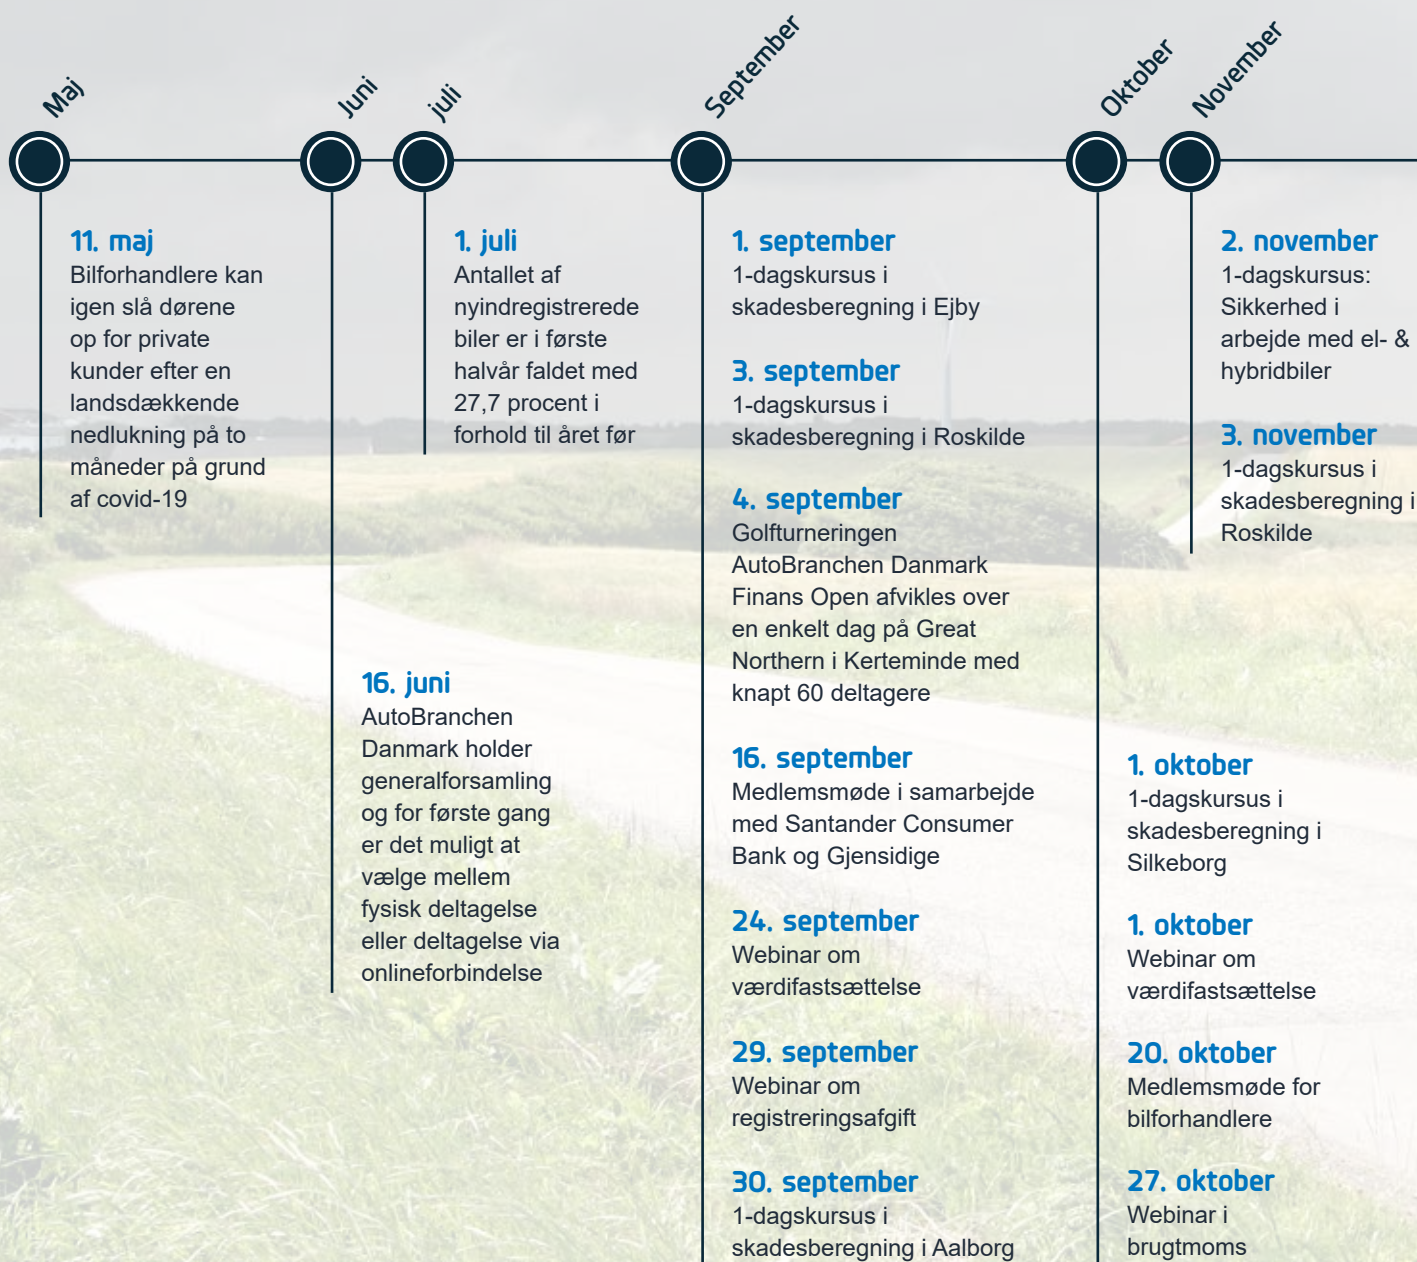 Maj
Juni
juli
September
Oktober
November
11. maj
Bilforhandlere kan
igen slå dørene
op for private
kunder efter en
landsdækkende
nedlukning på to
måneder på grund
af covid-19
16. juni
AutoBranchen
Danmark holder
generalforsamling
og for første gang
er det muligt at
vælge mellem
fysisk deltagelse
eller deltagelse via
onlineforbindelse
1. juli
Antallet af
nyindregistrerede
biler er i første
halvår faldet med
27,7 procent i
forhold til året før
1. september
1-dagskursus i
skadesberegning i Ejby
3. september
1-dagskursus i
skadesberegning i Roskilde
4. september
Golfturneringen
AutoBranchen Danmark
Finans Open afvikles over
en enkelt dag på Great
Northern i Kerteminde med
knapt 60 deltagere
16. september
Medlemsmøde i samarbejde
med Santander Consumer
Bank og Gjensidige
24. september
Webinar om
værdifastsættelse
29. september
Webinar om
registreringsafgift
30. september
1-dagskursus i
skadesberegning i Aalborg
1. oktober
1-dagskursus i
skadesberegning i
Silkeborg
1. oktober
Webinar om
værdifastsættelse
20. oktober
Medlemsmøde for
bilforhandlere
27. oktober
Webinar i
brugtmoms
2. november
1-dagskursus:
Sikkerhed i
arbejde med el- &
hybridbiler
3. november
1-dagskursus i
skadesberegning i
Roskilde